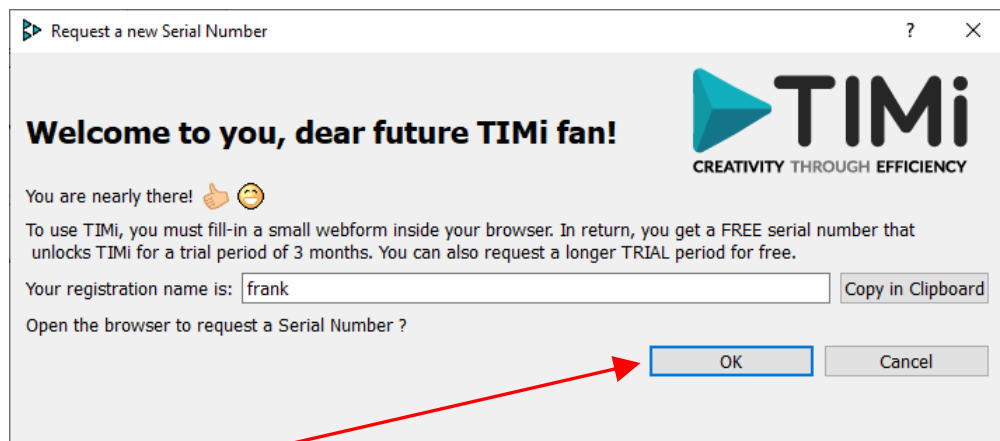 Request a new Serial Number
?
TIMi
CREATIVITY THROUGH EFFICIENCY
Welcome to you, dear future TIMi fan!
You are nearly there!
To use TIMi, you must fill-in a small webform inside your browser. In return, you get a FREE serial number that
unlocks TIMi for a trial period of 3 months. You can also request a longer TRIAL period for free.
Your registration name is: frank Copy in Clipboard
Open the browser to request a Serial Number ?
OK Cancel